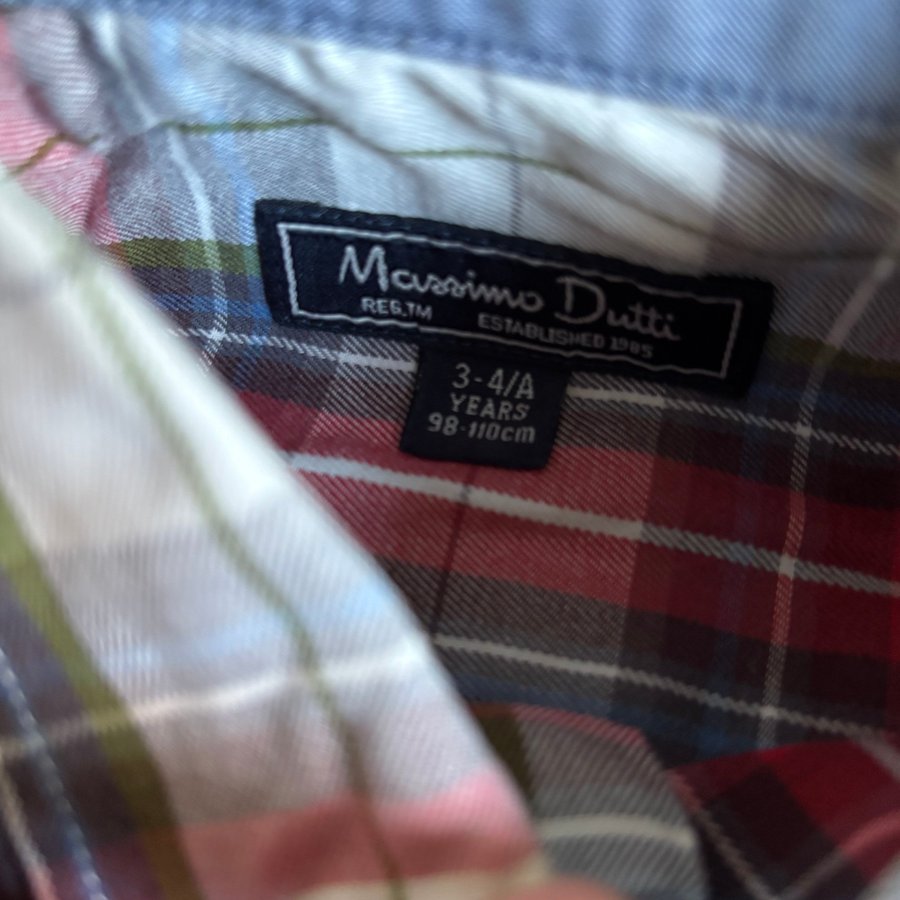 Massimo Dutti
REG.TM ESTABLISHED 1985
3-4/A
YEARS
98-110cm